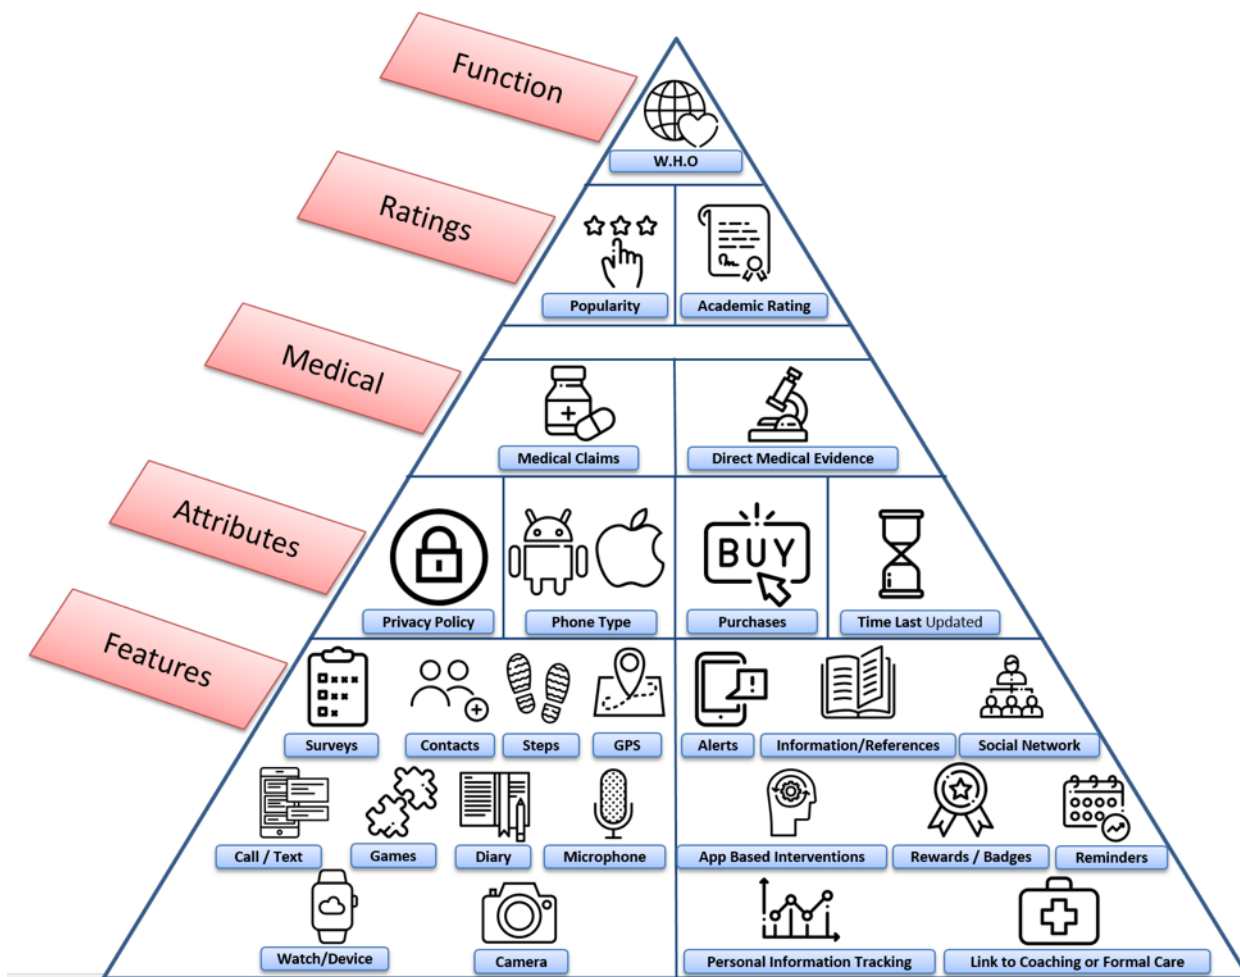 Function
W.H.O
Ratings
Popularity
Academic Rating
Medical
Medical Claims
Direct Medical Evidence
Attributes
BUY
Privacy Policy
Phone Type
Purchases
Time Last Updated
Features
Surveys
Contacts
Steps
GPS
Alerts
Information/References
Social Network
Call / Text
Games
Diary
Microphone
App Based Interventions
Rewards / Badges
Reminders
Watch/Device
Camera
Personal Information Tracking
Link to Coaching or Formal Care